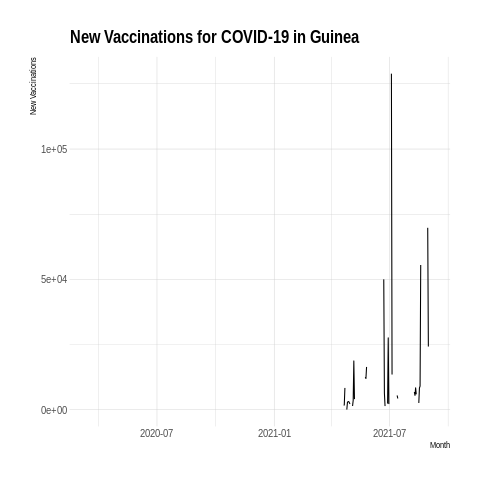 New Vaccinations for COVID-19 in Guinea
New Vaccinations
1e+05
5e+04
0e+00
2020-07
2021-01
2021-07
Month